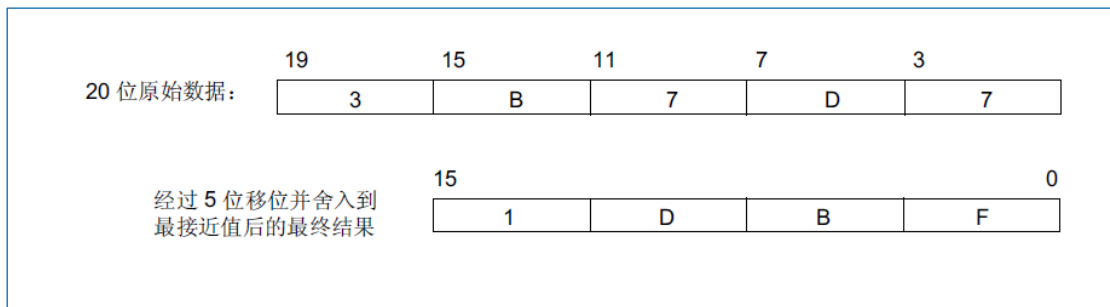 19 15 11 7 3
20 位原始数据： 3 B 7 D 7
15 0
经过 5 位移位并舍入到
最接近值后的最终结果
1 D B F